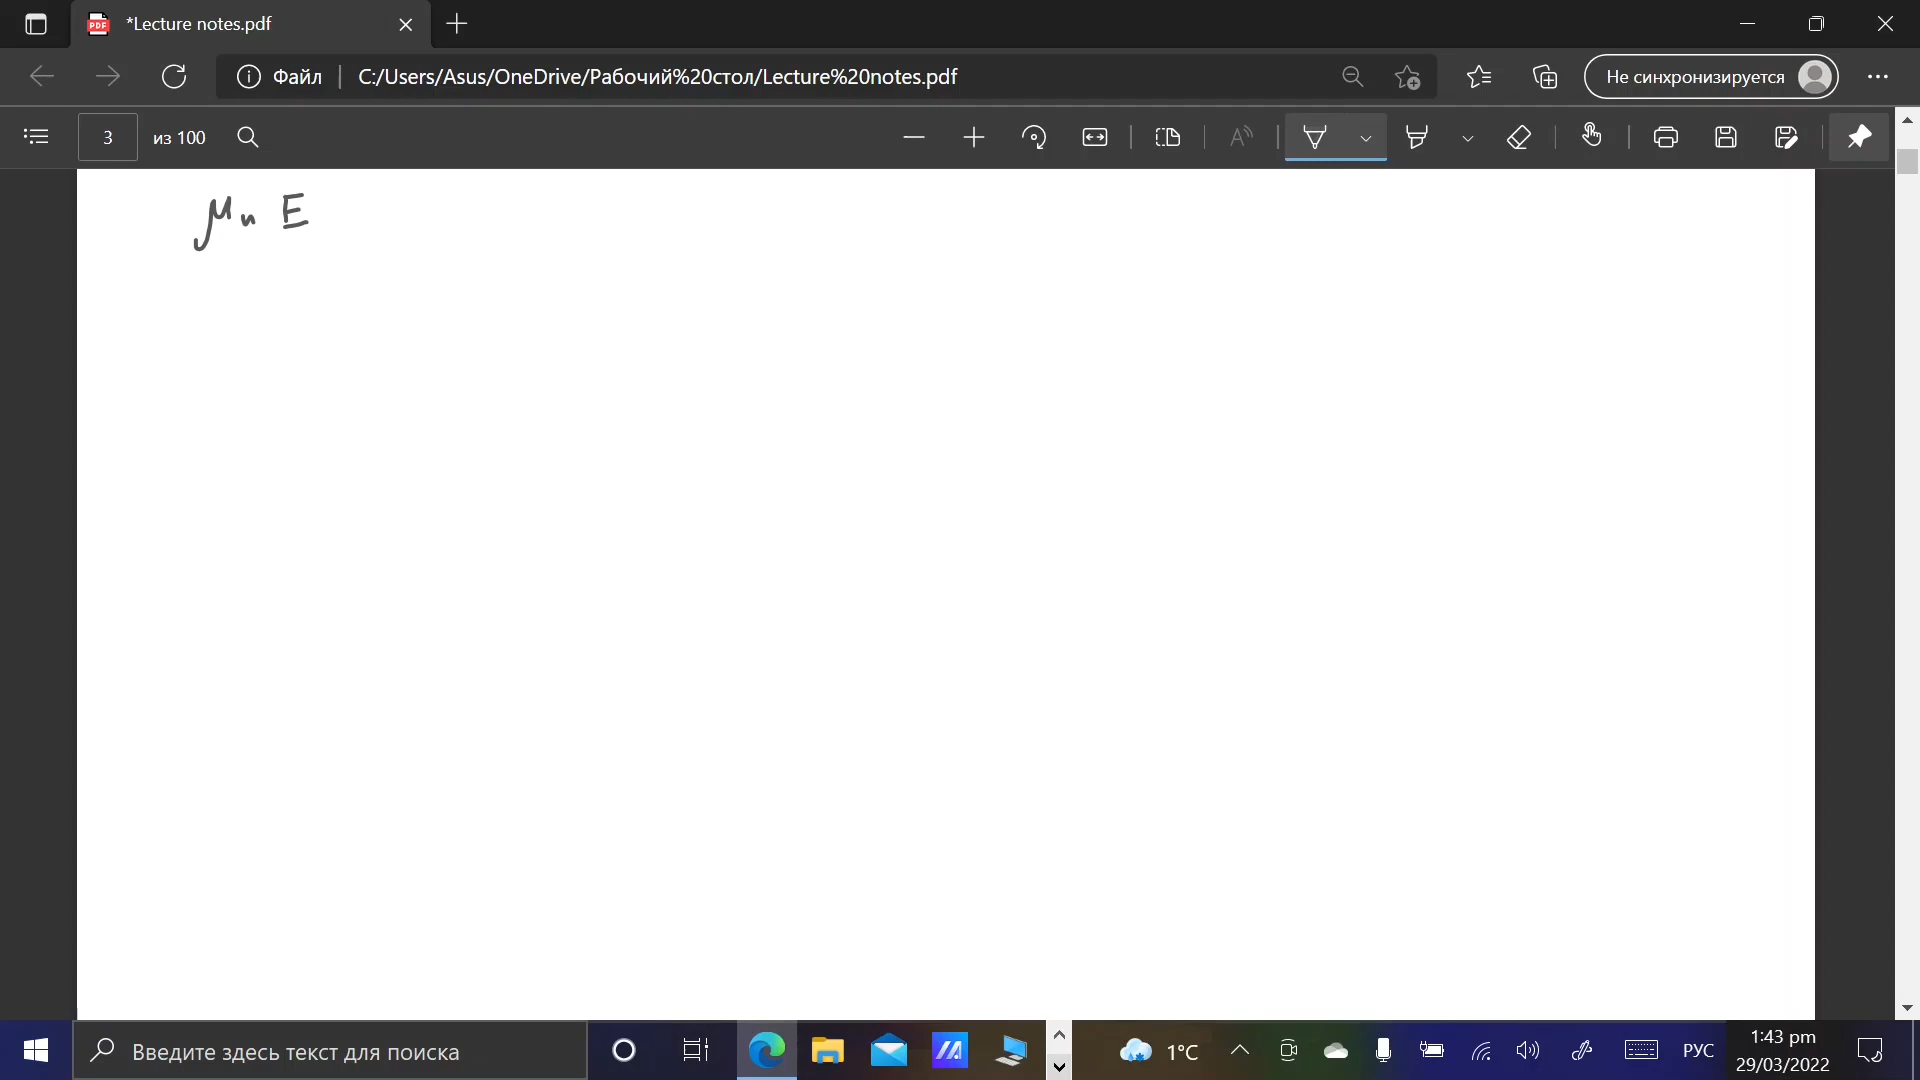 *Lecture notes.pdf
Файл | C:/Users/Asus/OneDrive/Рабочий%20стол/Lecture%20notes.pdf
Не синхронизируется
3 из 100
μn E
Введите здесь текст для поиска
1°C
РУС
1:43 pm
29/03/2022